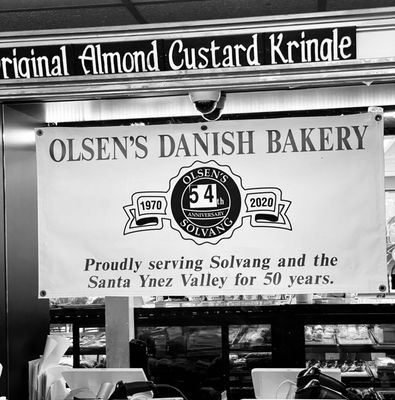 riginal Almond Custard Kringle
OLSEN'S DANISH BAKERY
OLSEN'S
54th
ANNIVERSARY
1970
2020
SOLVANG
Proudly serving Solvang and the
Santa Ynez Valley for 50 years.